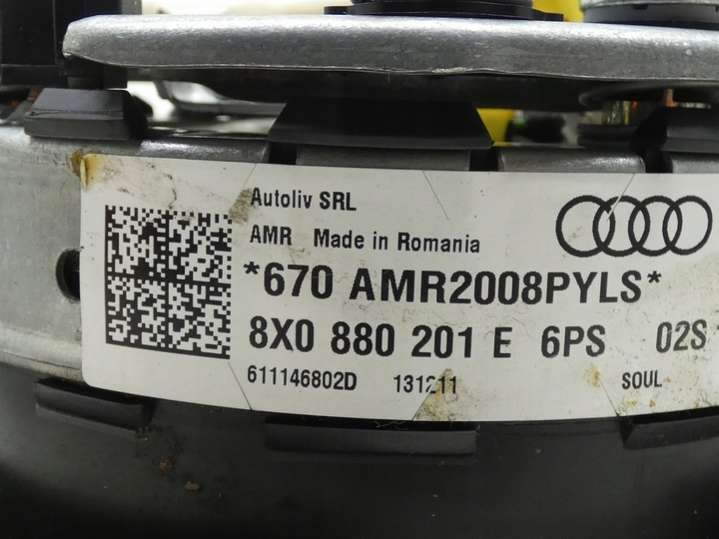 Autoliv SRL
AMR Made in Romania
*670 AMR2008PYLS*
8X0 880 201 E 6PS 02S
611146802D 131211 SOUL